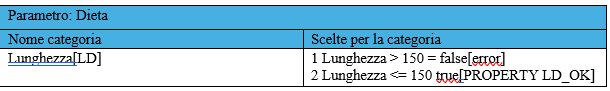 Parametro: Dieta
Nome categoria
Scelte per la categoria
Lunghezza[LD]
1 Lunghezza > 150 = false[error]
2 Lunghezza <= 150 true[PROPERTY LD_OK]